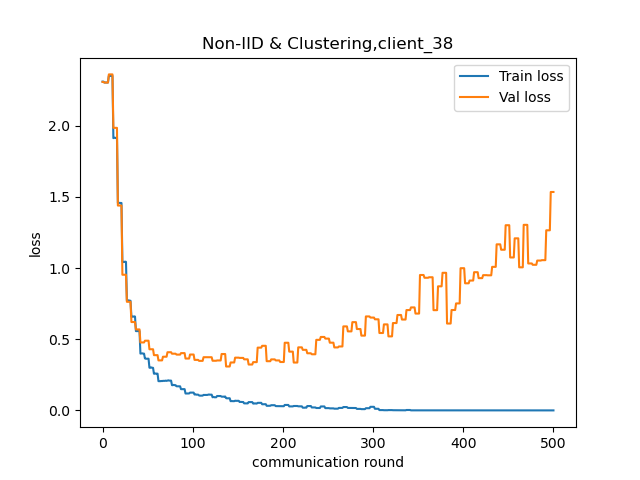 Non-IID & Clustering,client_38
Train loss
Val loss
loss
2.0
1.5
1.0
0.5
0.0
0
100
200
300
400
500
communication round